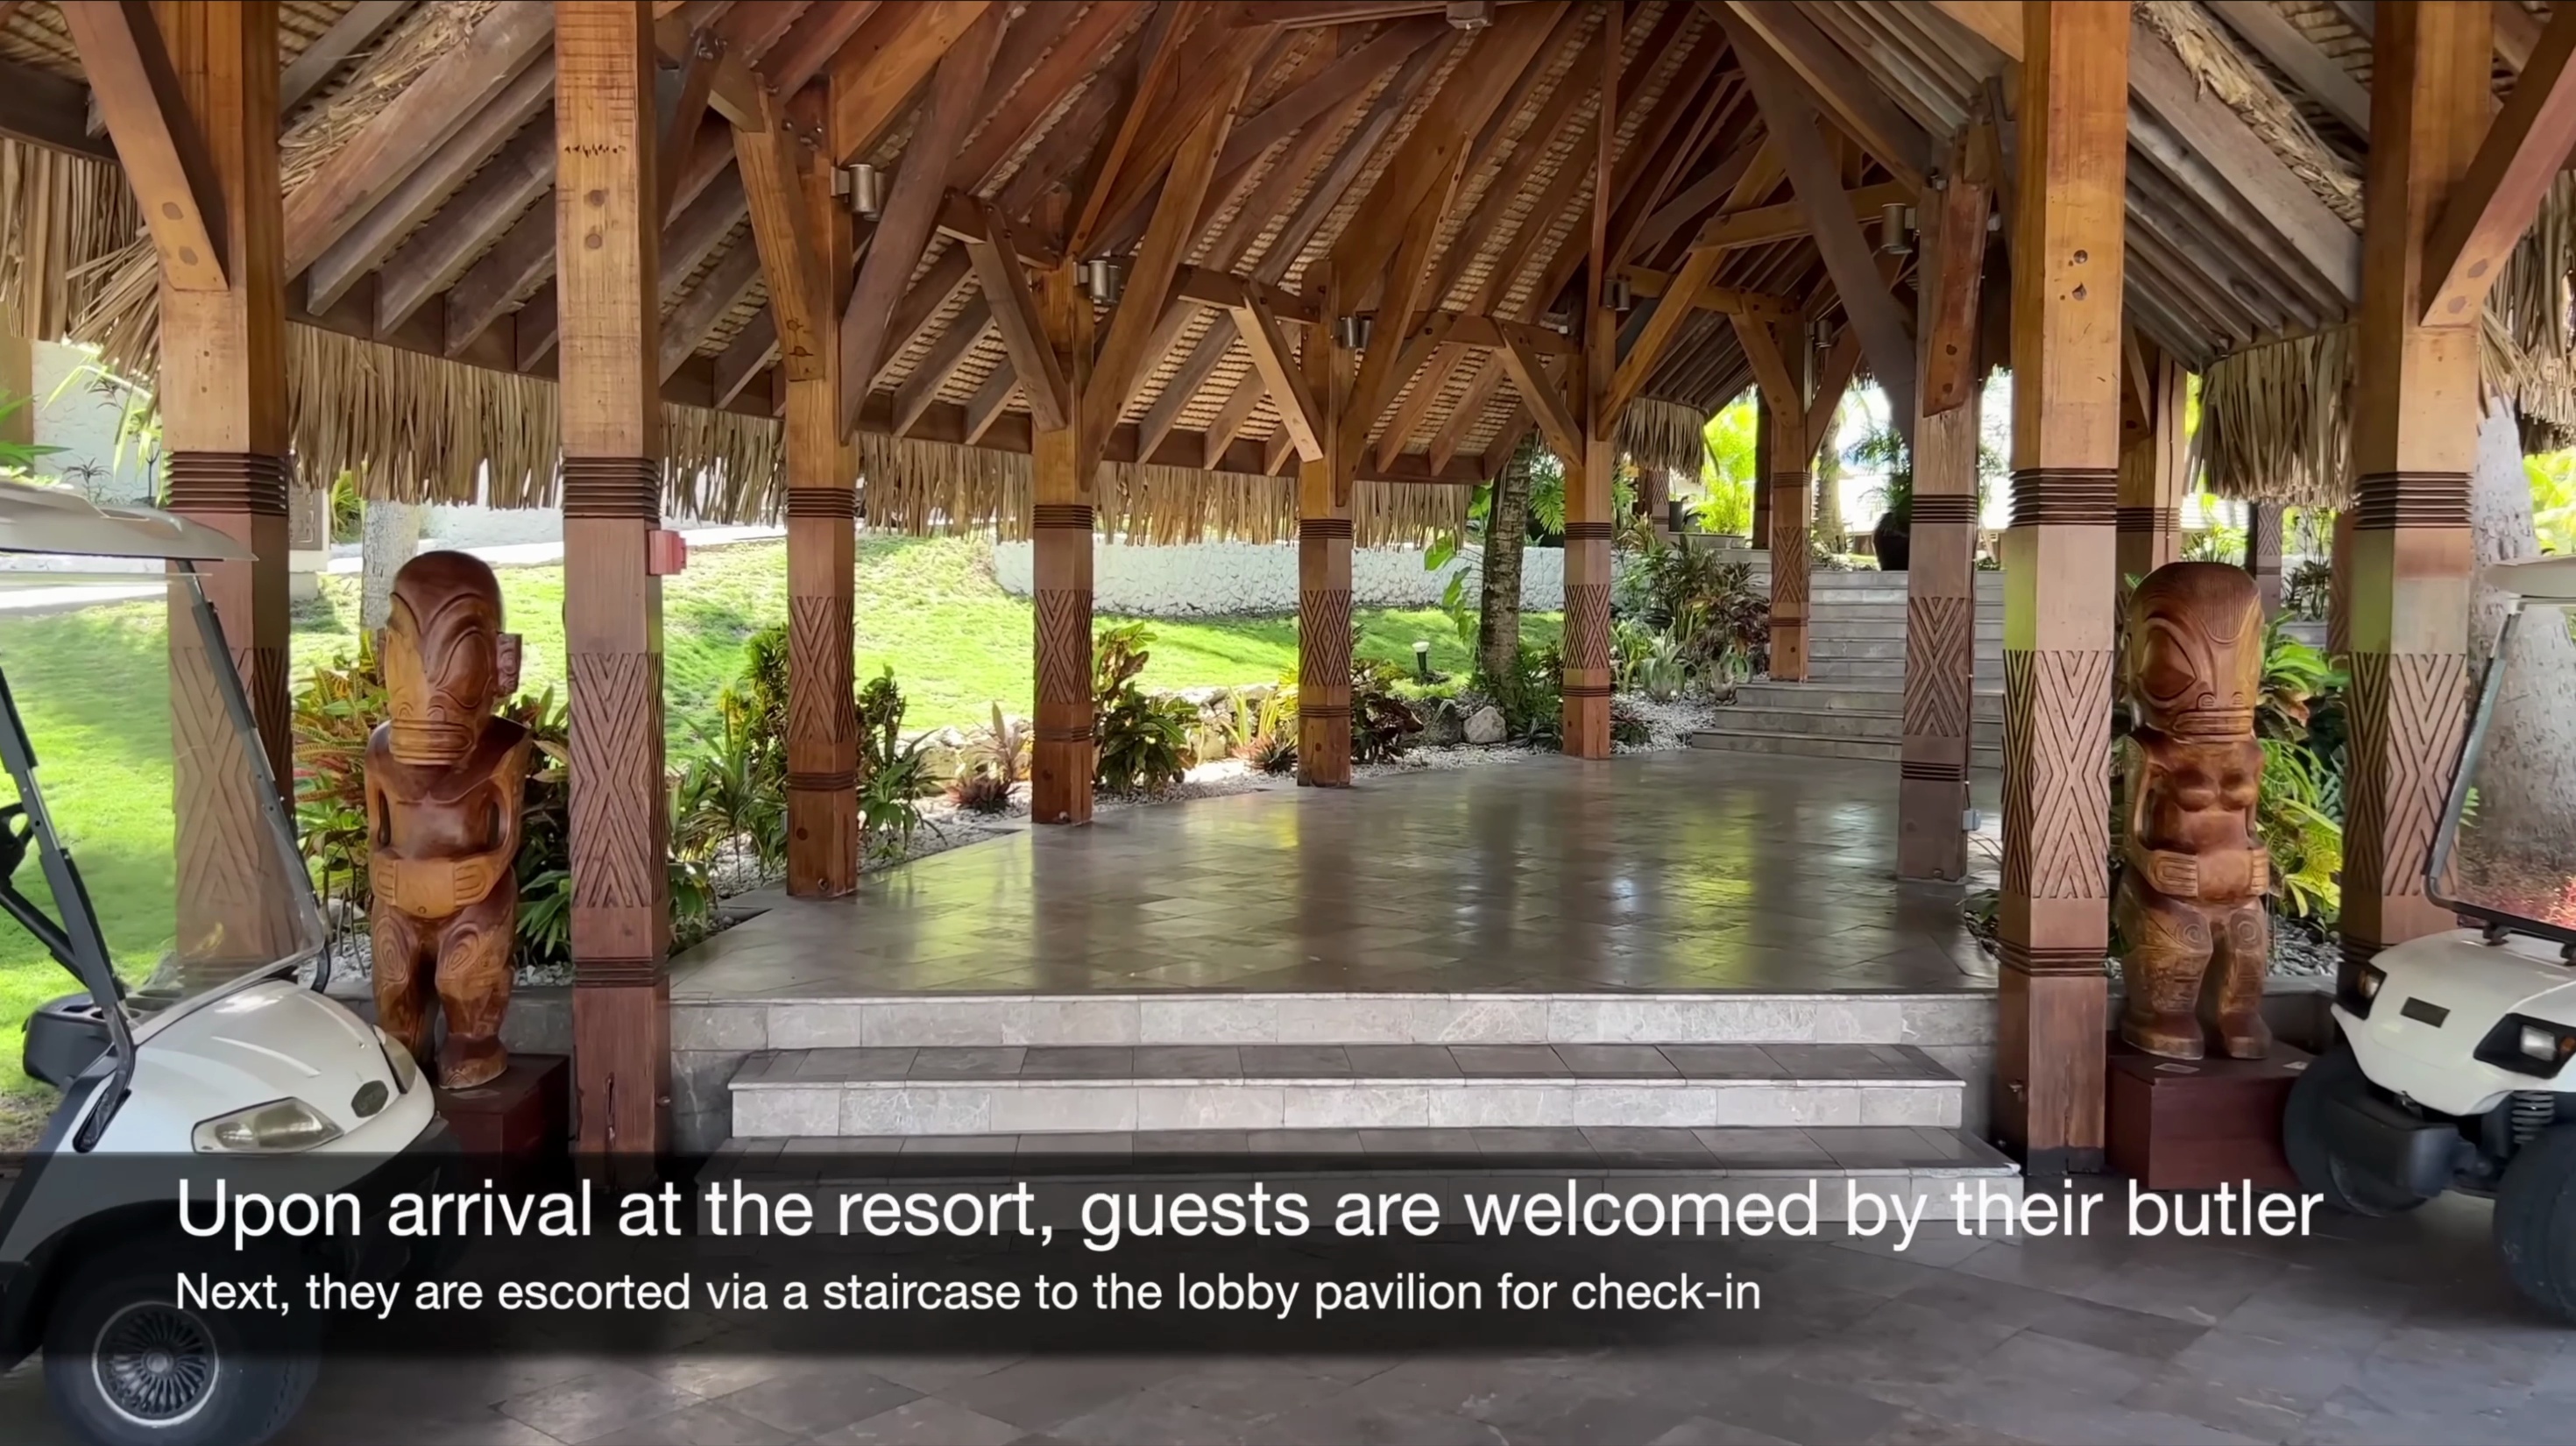 Upon arrival at the resort, guests are welcomed by their butler
Next, they are escorted via a staircase to the lobby pavilion for check-in